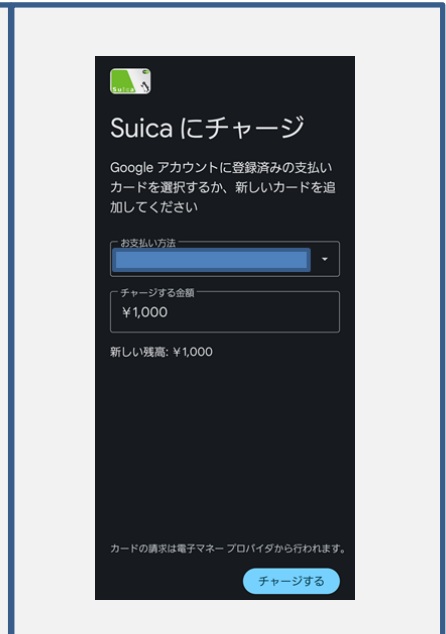 Suica
Suica にチャージ
Google アカウントに登録済みの支払い
カードを選択するか、新しいカードを追
加してください
お支払い方法
チャージする金額
￥1,000
新しい残高: ￥1,000
カードの請求は電子マネー プロバイダから行われます。
チャージする